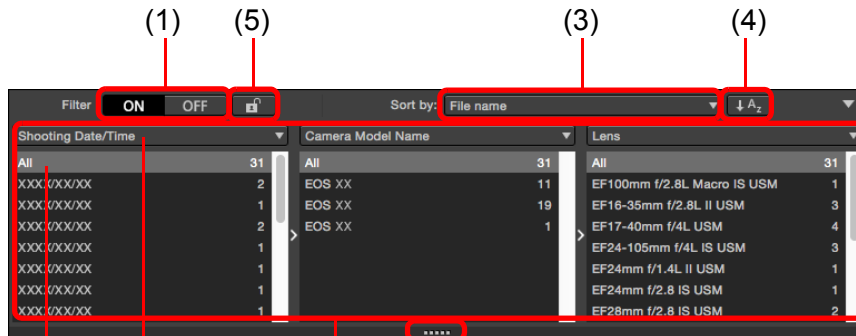 (1) (5) (3) (4)
Filter ON OFF Sort by: File name A Z
Shooting Date/Time Camera Model Name Lens
All 31 All 31 All 31
XXXX/XX/XX 2 EOS XX 11 EF100mm f/2.8L Macro IS USM 1
XXXX/XX/XX 1 EOS XX 19 EF16-35mm f/2.8L II USM 3
XXXX/XX/XX 2 EOS XX 1 EF17-40mm f/4L USM 4
XXXX/XX/XX 1 EF24-105mm f/4L IS USM 3
XXXX/XX/XX 1 EF24mm f/1.4L II USM 1
XXXX/XX/XX 1 EF24mm f/2.8 IS USM 1
XXXX/XX/XX 1 EF28mm f/2.8 IS USM 2